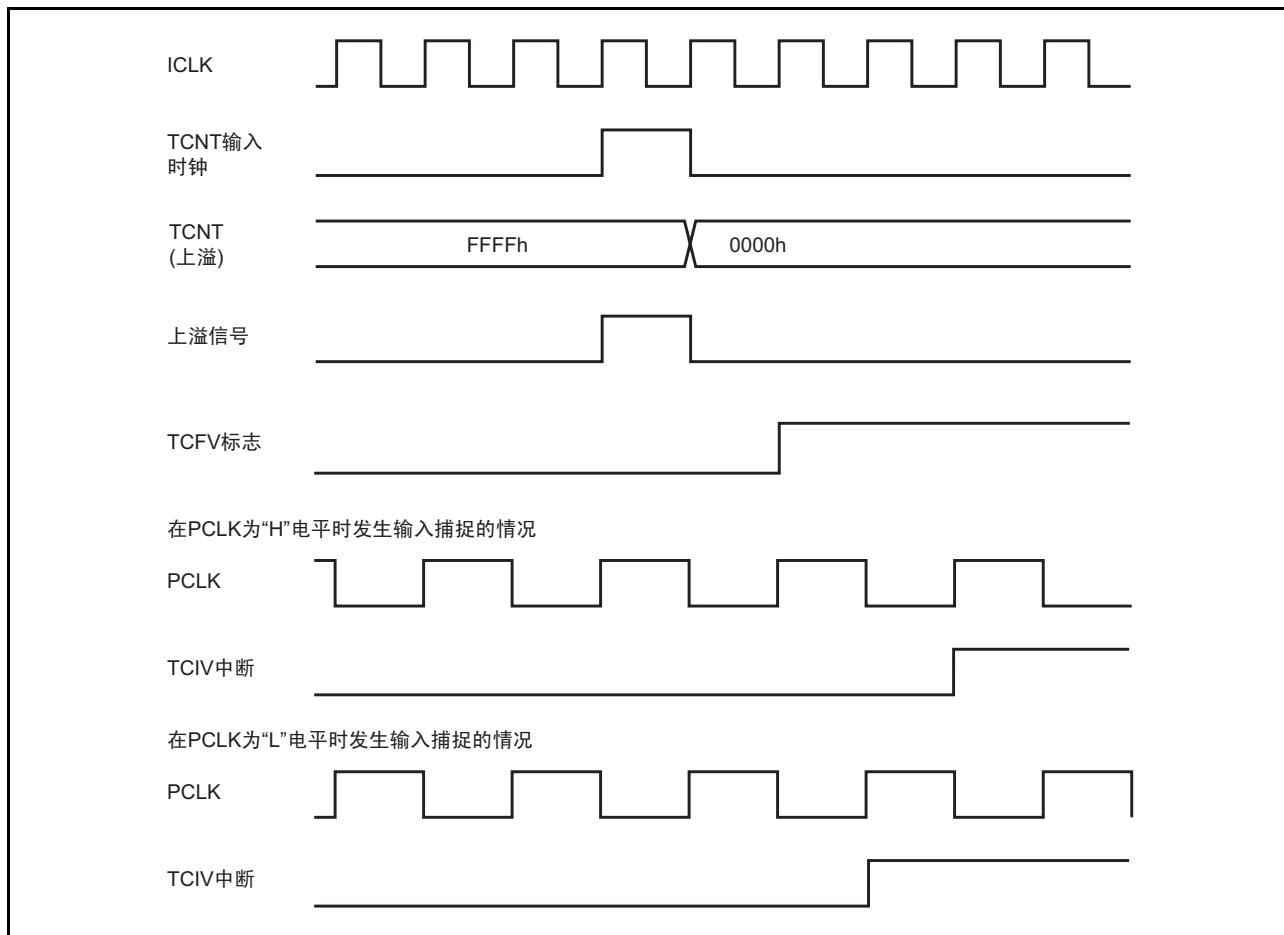 ICLK
TCNT输入
时钟
TCNT
(上溢)
FFFFh
0000h
上溢信号
TCFV标志
在PCLK为“H”电平时发生输入捕捉的情况
PCLK
TCIV中断
在PCLK为“L”电平时发生输入捕捉的情况
PCLK
TCIV中断